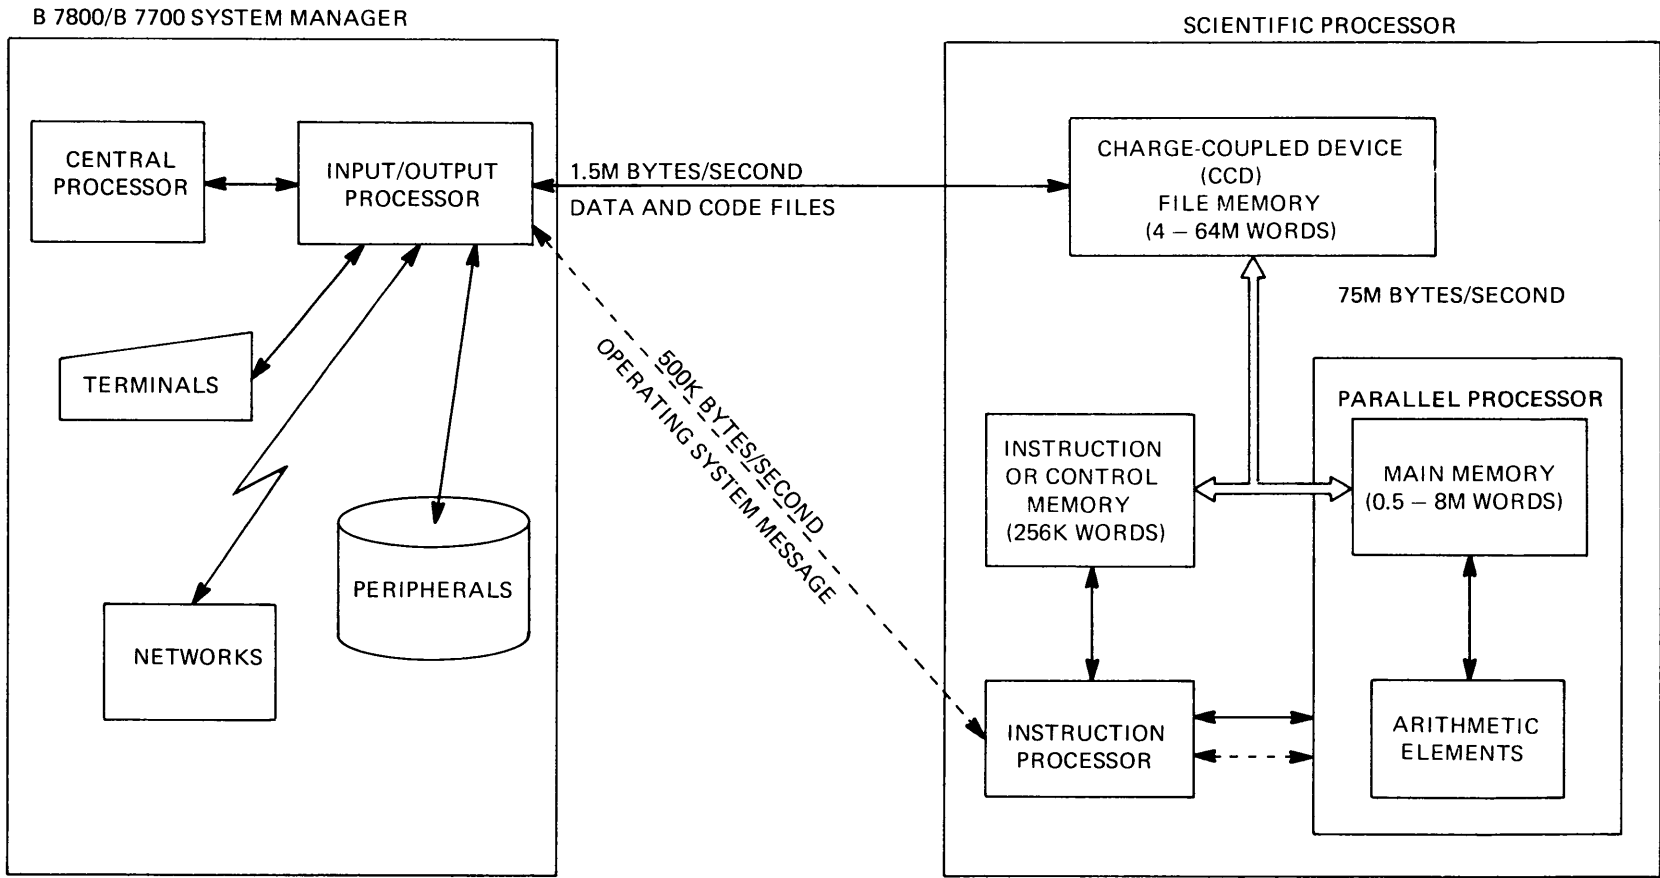 B 7800/B 7700 SYSTEM MANAGER
CENTRAL
PROCESSOR
INPUT/OUTPUT
PROCESSOR
TERMINALS
NETWORKS
PERIPHERALS
1.5M BYTES/SECOND
DATA AND CODE FILES
500K BYTES/SECOND
OPERATING SYSTEM MESSAGE
SCIENTIFIC PROCESSOR
CHARGE-COUPLED DEVICE
(CCD)
FILE MEMORY
(4 – 64M WORDS)
75M BYTES/SECOND
INSTRUCTION
OR CONTROL
MEMORY
(256K WORDS)
PARALLEL PROCESSOR
MAIN MEMORY
(0.5 – 8M WORDS)
INSTRUCTION
PROCESSOR
ARITHMETIC
ELEMENTS